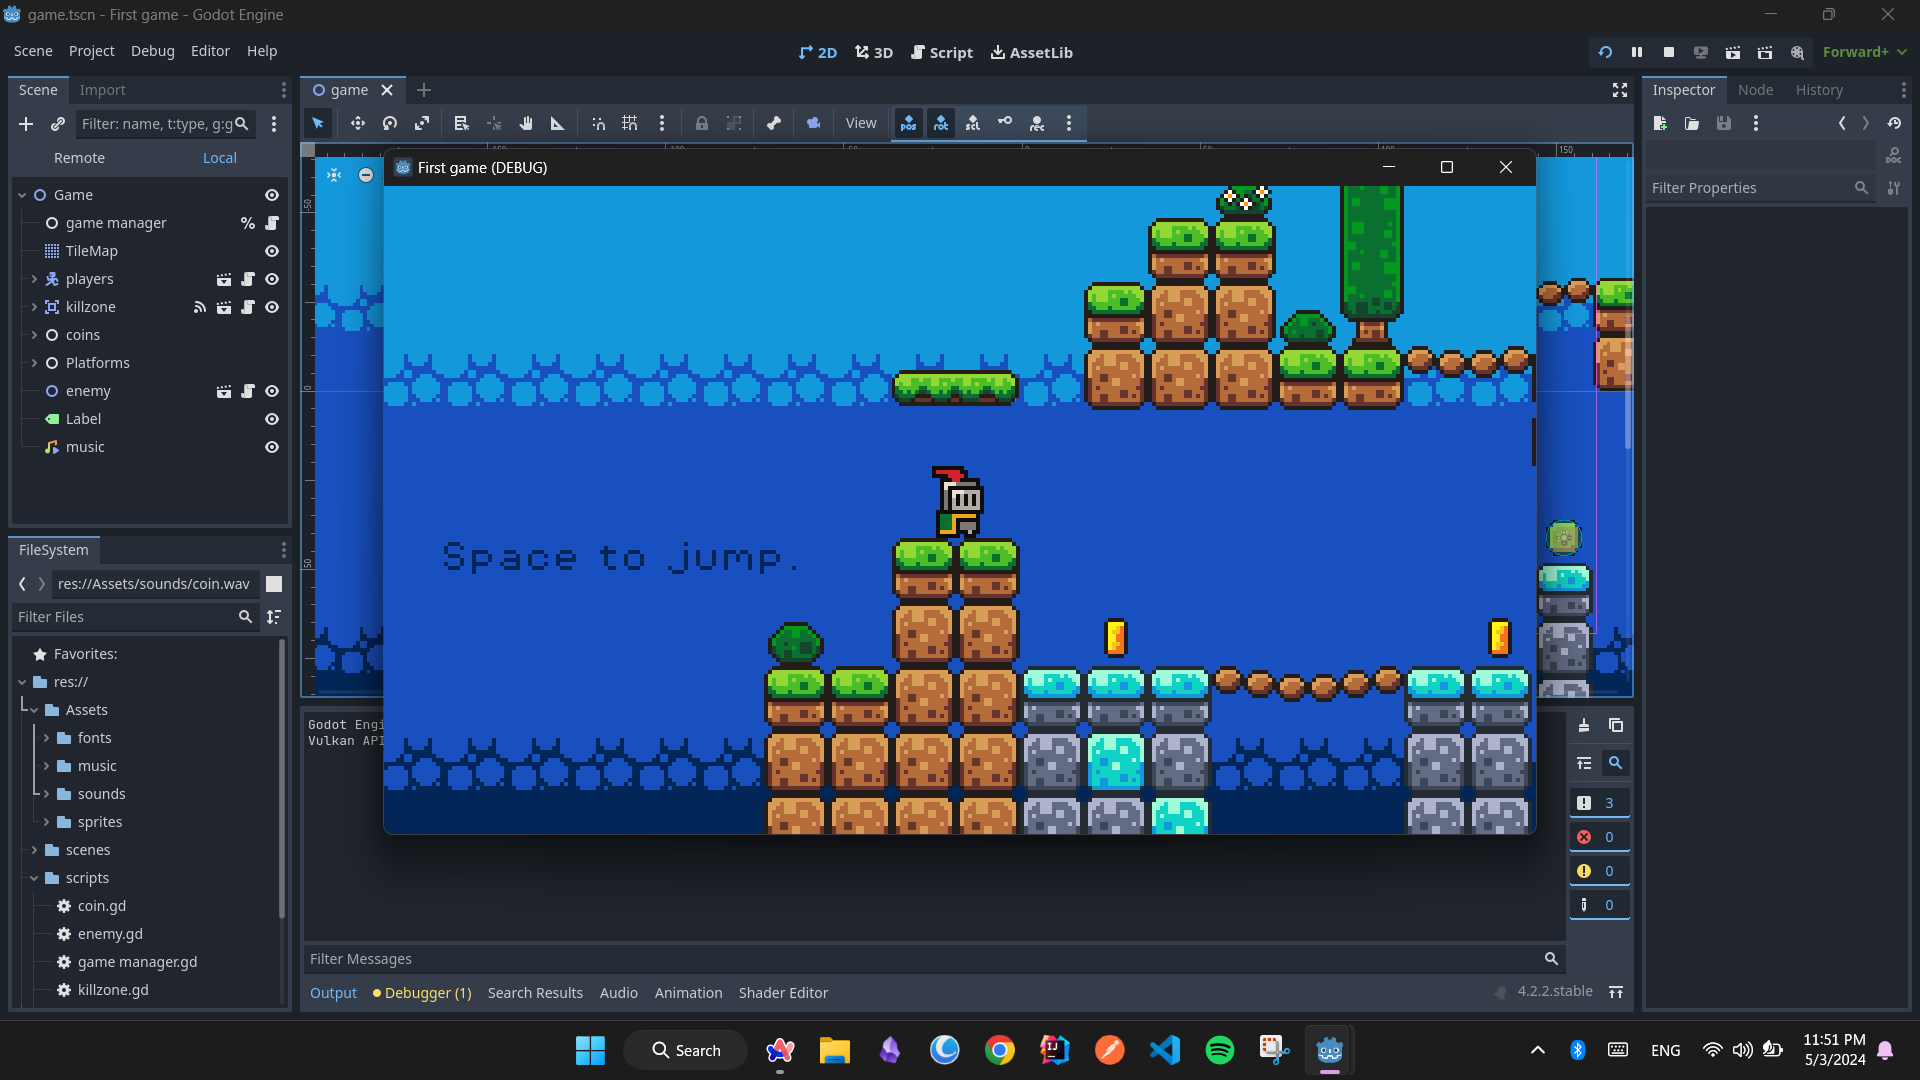 game.tscn - First game - Godot Engine
Scene Project Debug Editor Help
2D 3D Script AssetLib
Forward+
Scene Import
Filter: name, t:type, g:g
Remote Local
Game
game manager
TileMap
players
killzone
coins
Platforms
enemy
Label
music
FileSystem
res://Assets/sounds/coin.wav
Filter Files
Favorites:
res://
Assets
fonts
music
sounds
sprites
scenes
scripts
coin.gd
enemy.gd
game manager.gd
killzone.gd
game
View
pos rot scl rec
First game (DEBUG)
Space to jump.
Godot Engi
Vulkan API
3
0
0
0
Filter Messages
Output Debugger (1) Search Results Audio Animation Shader Editor
4.2.2.stable
Inspector Node History
Filter Properties
Search
ENG
11:51 PM
5/3/2024